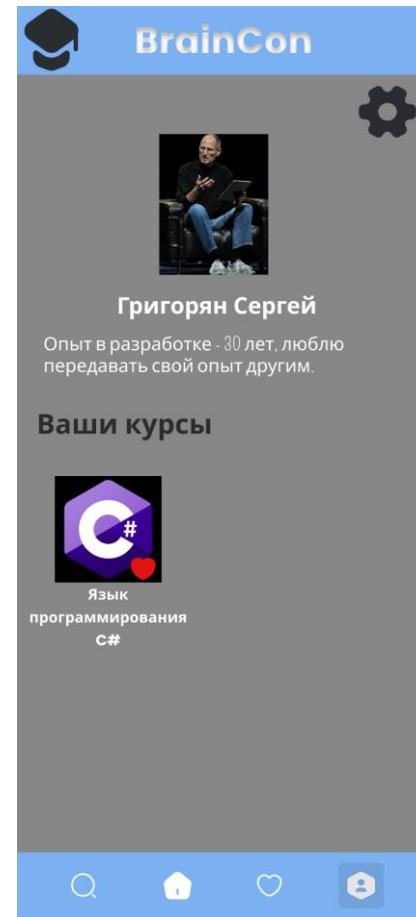 BrainCon
Григорян Сергей
Опыт в разработке - 30 лет, люблю
передавать свой опыт другим.
Ваши курсы
C#
Язык
программирования
C#